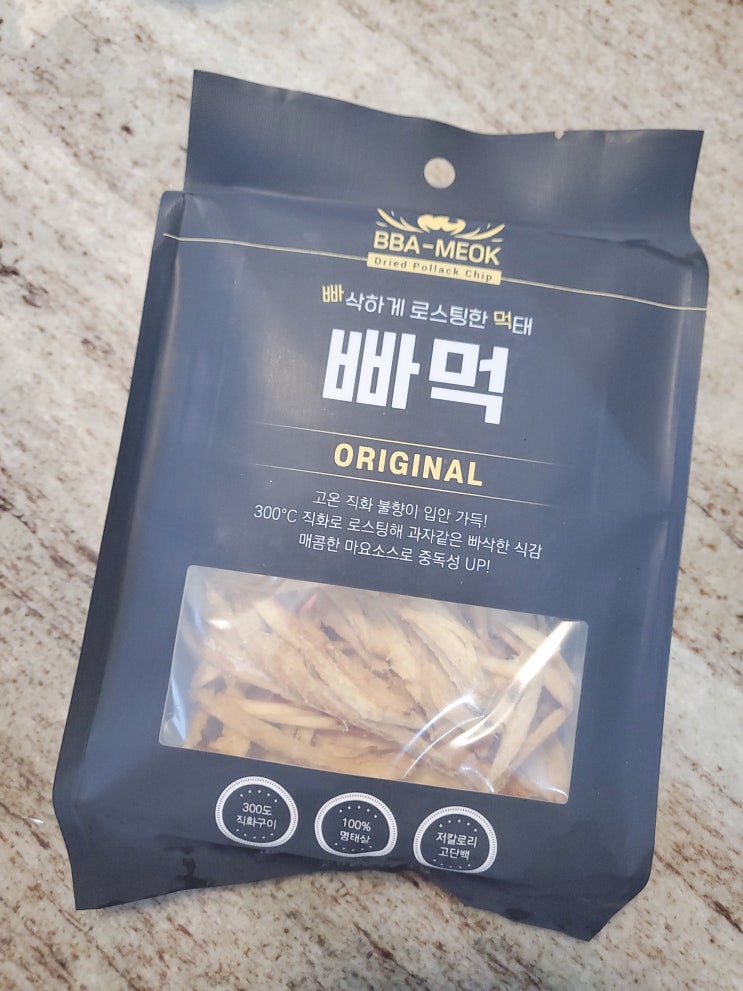 BBA-MEOK
Dried Pollack Chip
빠삭하게 로스팅한 먹태
빠먹
ORIGINAL
고온 직화 불향이 입안 가득!
300°C 직화로 로스팅해 과자같은 빠삭한 식감
매콤한 마요소스로 중독성 UP!
300도
직화구이
100%
명태살
저칼로리
고단백